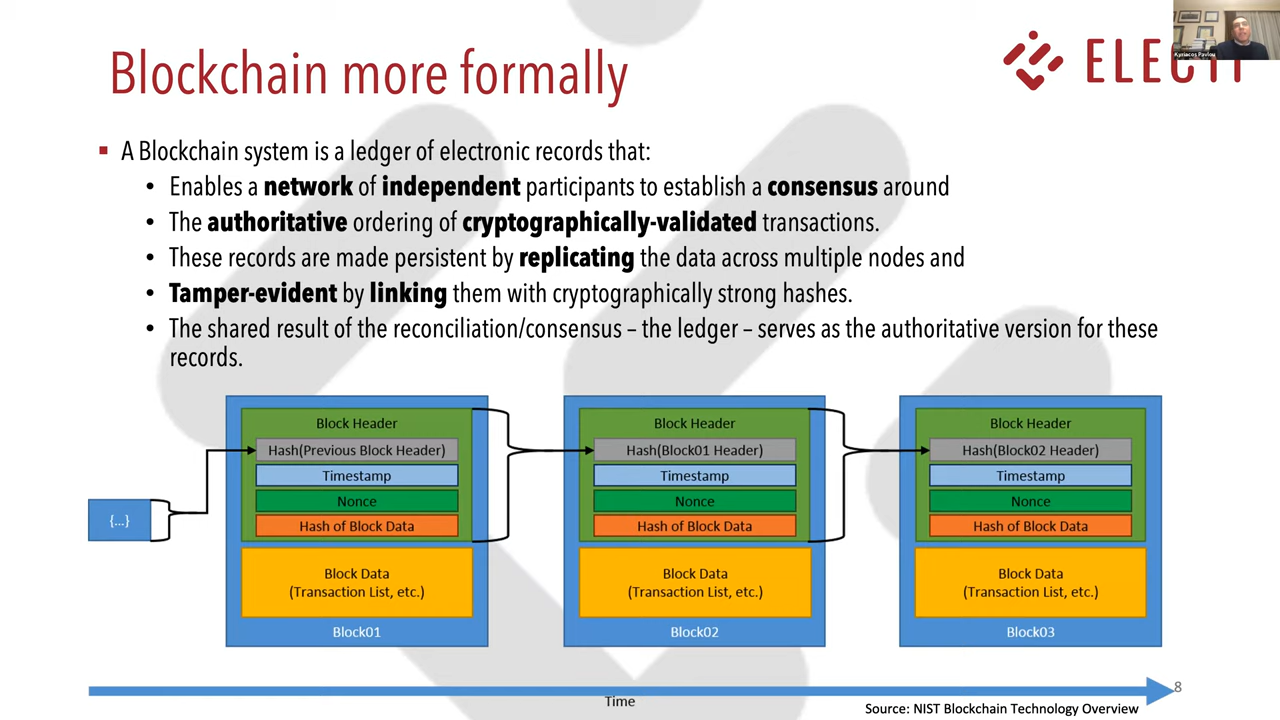 Blockchain more formally
Kyriacos Pavlou
A Blockchain system is a ledger of electronic records that:
• Enables a network of independent participants to establish a consensus around
• The authoritative ordering of cryptographically-validated transactions.
• These records are made persistent by replicating the data across multiple nodes and
• Tamper-evident by linking them with cryptographically strong hashes.
• The shared result of the reconciliation/consensus – the ledger – serves as the authoritative version for these
records.
{...}
Block Header
Hash(Previous Block Header)
Timestamp
Nonce
Hash of Block Data
Block Data
(Transaction List, etc.)
Block01
Block Header
Hash(Block01 Header)
Timestamp
Nonce
Hash of Block Data
Block Data
(Transaction List, etc.)
Block02
Block Header
Hash(Block02 Header)
Timestamp
Nonce
Hash of Block Data
Block Data
(Transaction List, etc.)
Block03
Time
8
Source: NIST Blockchain Technology Overview